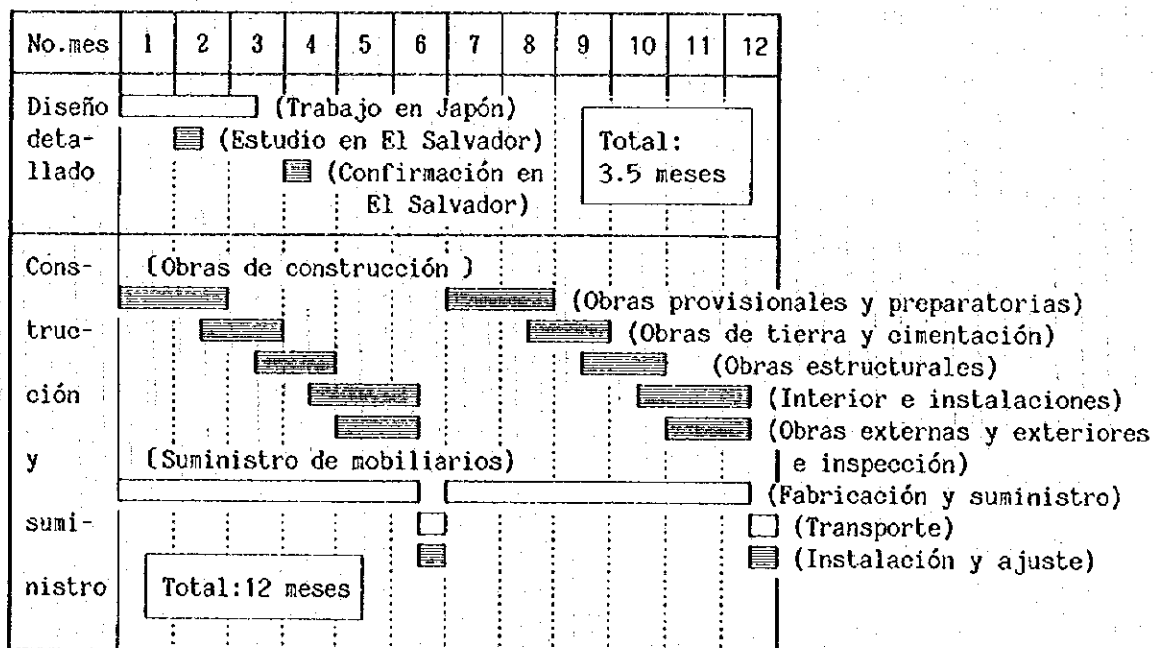 No.mes 1 2 3 4 5 6 7 8 9 10 11 12
Diseño (Trabajo en Japón)
deta- (Estudio en El Salvador) Total:
llado (Confirmación en 3.5 meses
El Salvador)
Cons- (Obras de construcción )
(Obras provisionales y preparatorias)
truc- (Obras de tierra y cimentación)
(Obras estructurales)
ción (Interior e instalaciones)
(Obras externas y exteriores
y (Suministro de mobiliarios) e inspección)
(Fabricación y suministro)
sumi- (Transporte)
(Instalación y ajuste)
nistro Total:12 meses